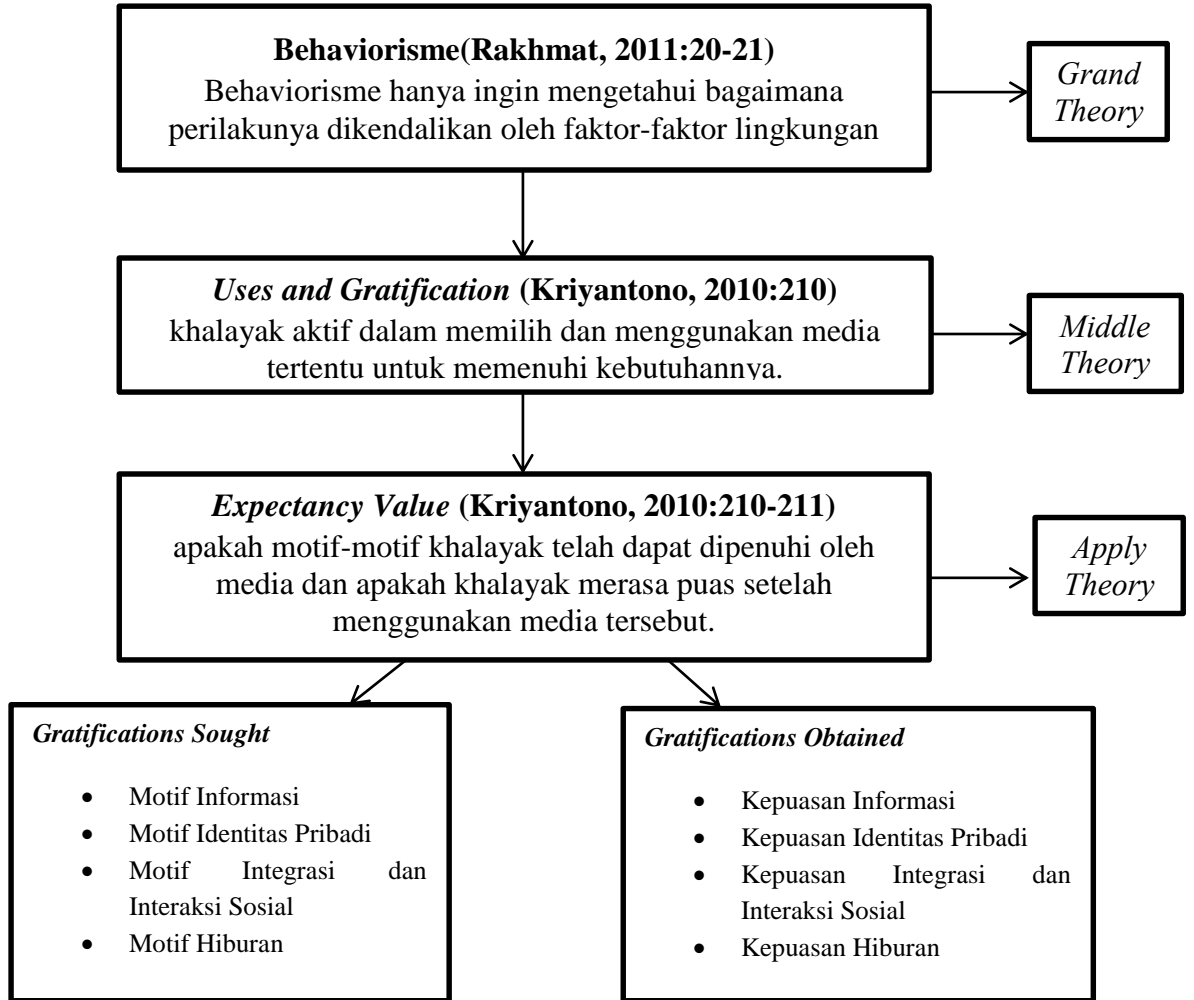 Behaviorisme(Rakhmat, 2011:20-21)
Behaviorisme hanya ingin mengetahui bagaimana
perilakunya dikendalikan oleh faktor-faktor lingkungan
Grand
Theory
Uses and Gratification (Kriyantono, 2010:210)
khalayak aktif dalam memilih dan menggunakan media
tertentu untuk memenuhi kebutuhannya.
Middle
Theory
Expectancy Value (Kriyantono, 2010:210-211)
apakah motif-motif khalayak telah dapat dipenuhi oleh
media dan apakah khalayak merasa puas setelah
menggunakan media tersebut.
Apply
Theory
Gratifications Sought
• Motif Informasi
• Motif Identitas Pribadi
• Motif Integrasi dan
Interaksi Sosial
• Motif Hiburan
Gratifications Obtained
• Kepuasan Informasi
• Kepuasan Identitas Pribadi
• Kepuasan Integrasi dan
Interaksi Sosial
• Kepuasan Hiburan